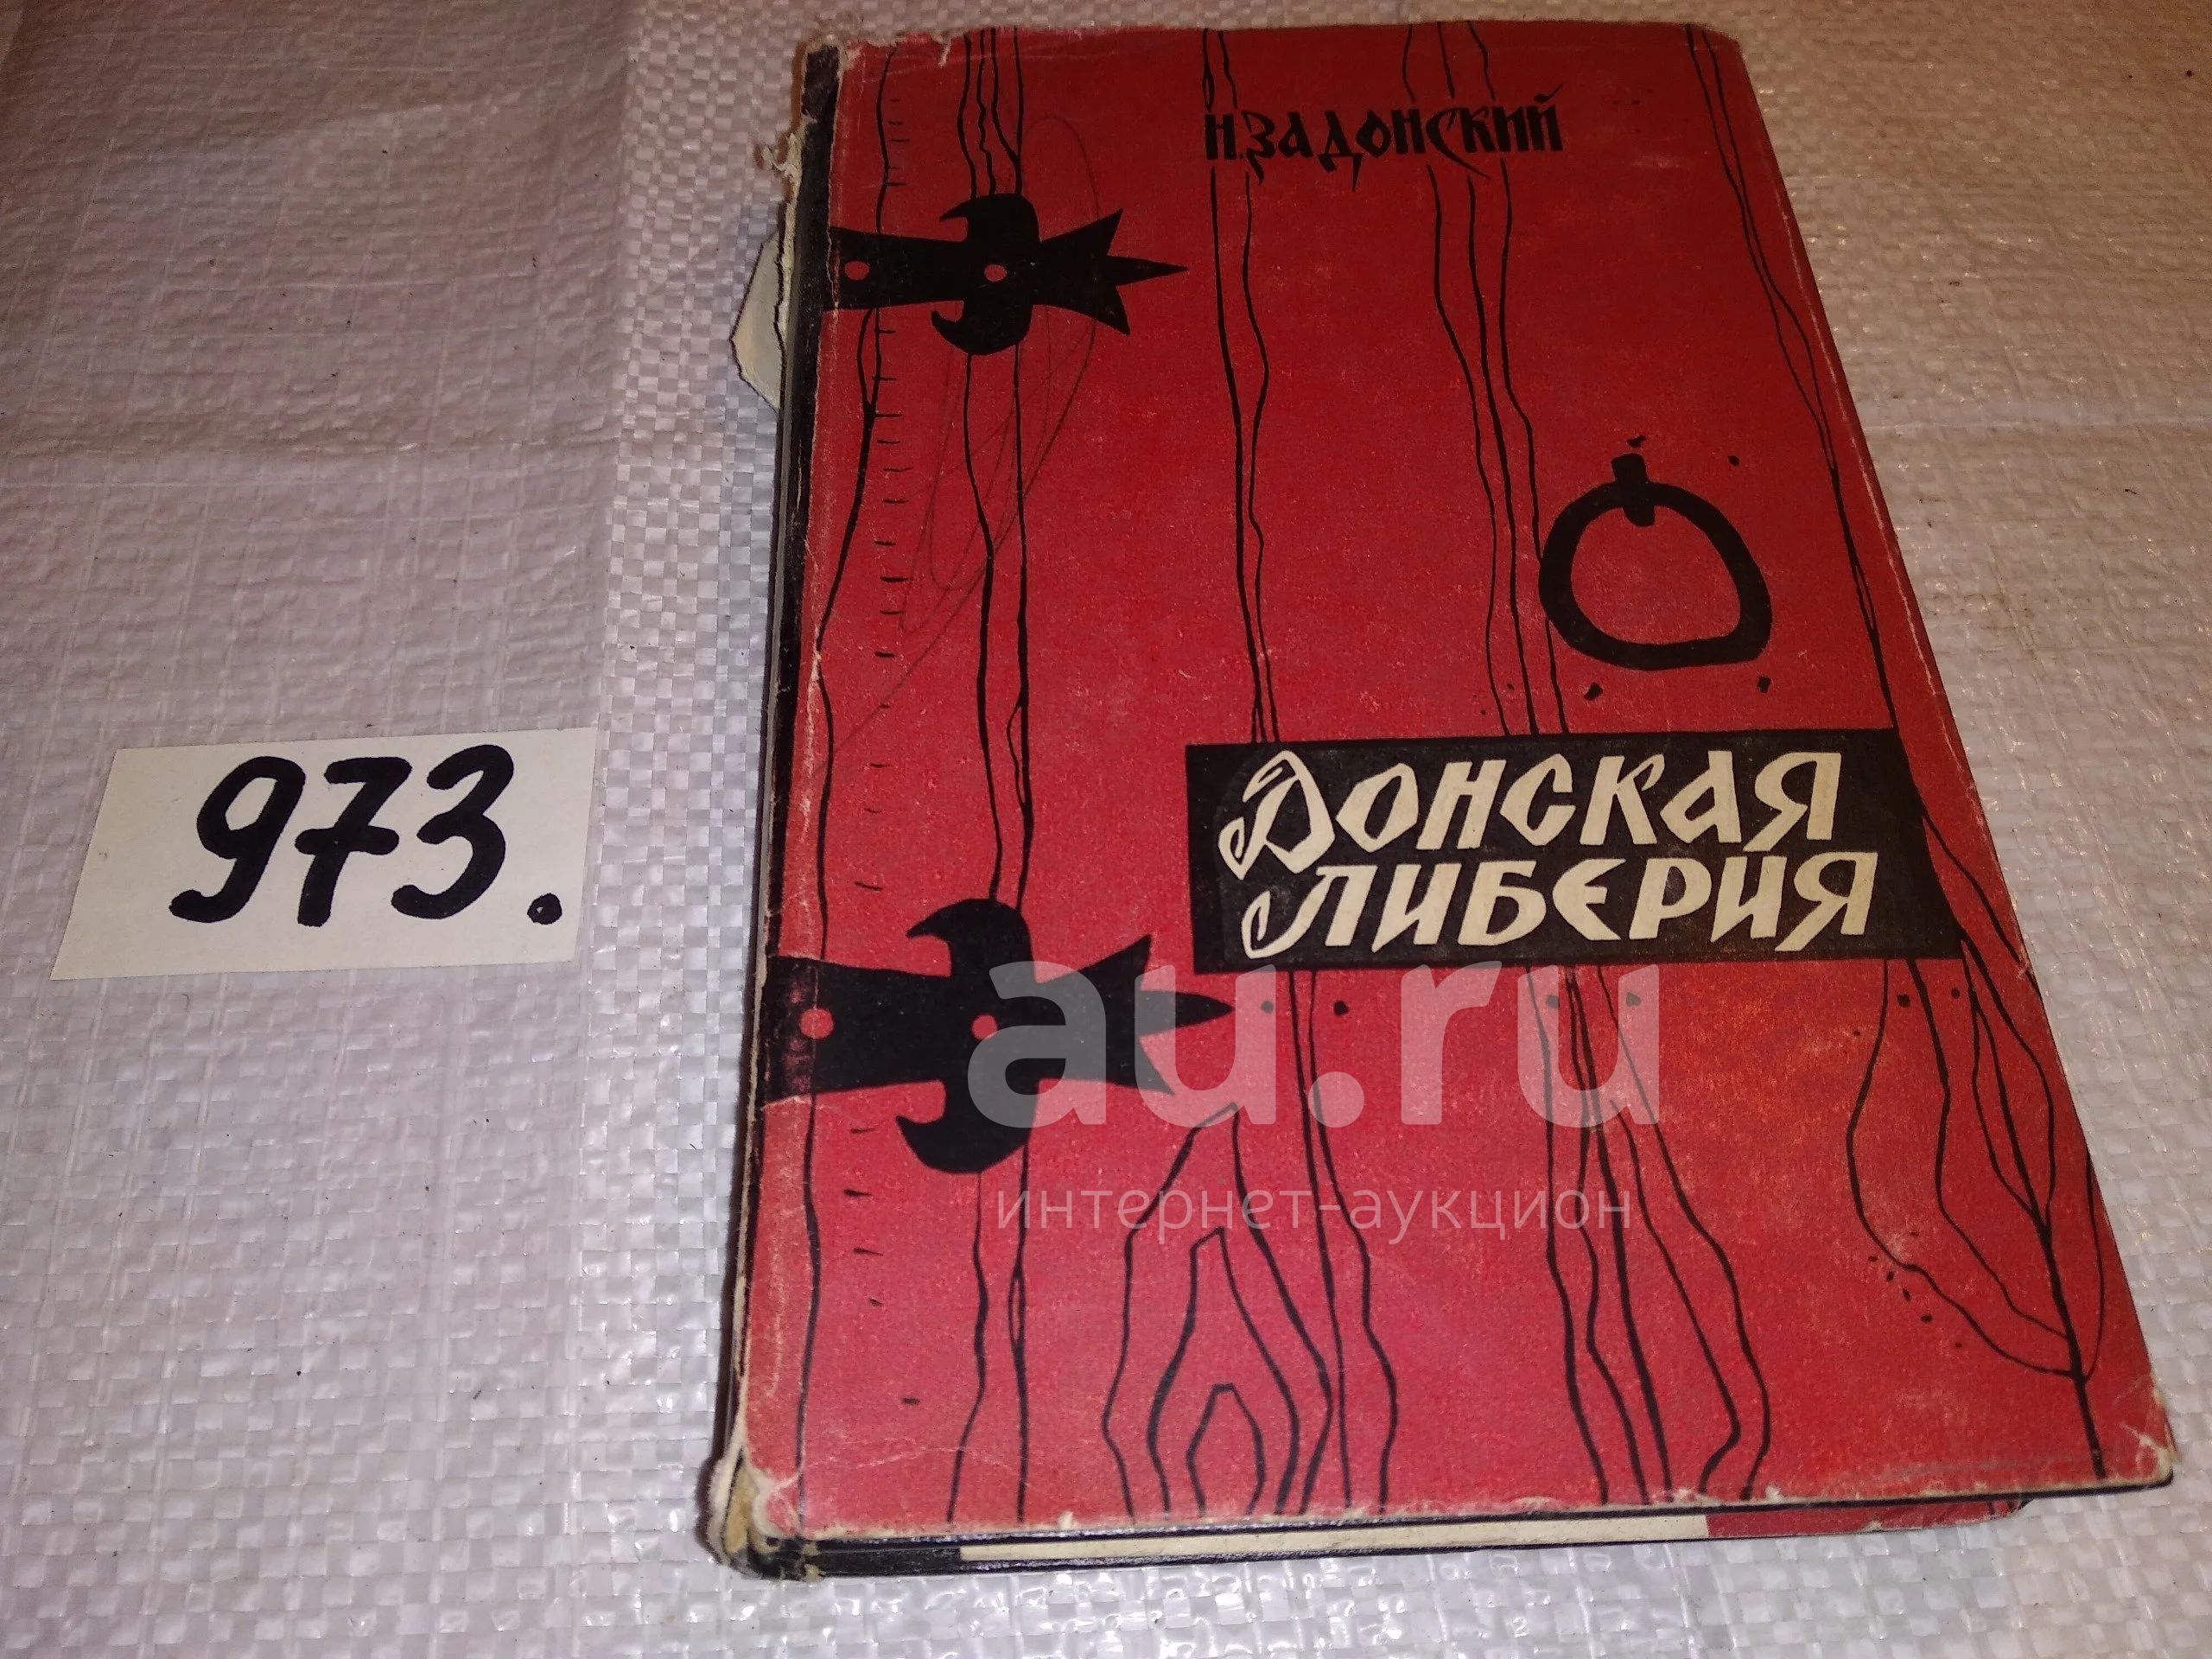 Н.ЗАДОНСКИЙ
973.
ДОНСКАЯ
ЛИБЕРИЯ
au.ru
интернет-аукцион